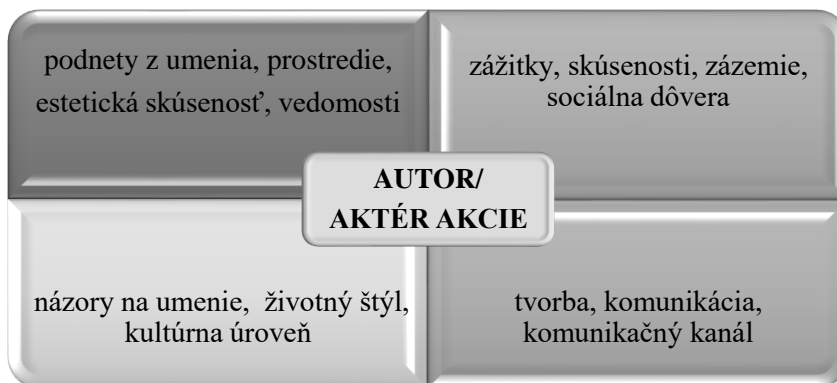 podnety z umenia, prostredie,
estetická skúsenosť, vedomosti
zážitky, skúsenosti, zázemie,
sociálna dôvera
AUTOR/
AKTÉR AKCIE
názory na umenie, životný štýl,
kultúrna úroveň
tvorba, komunikácia,
komunikačný kanál